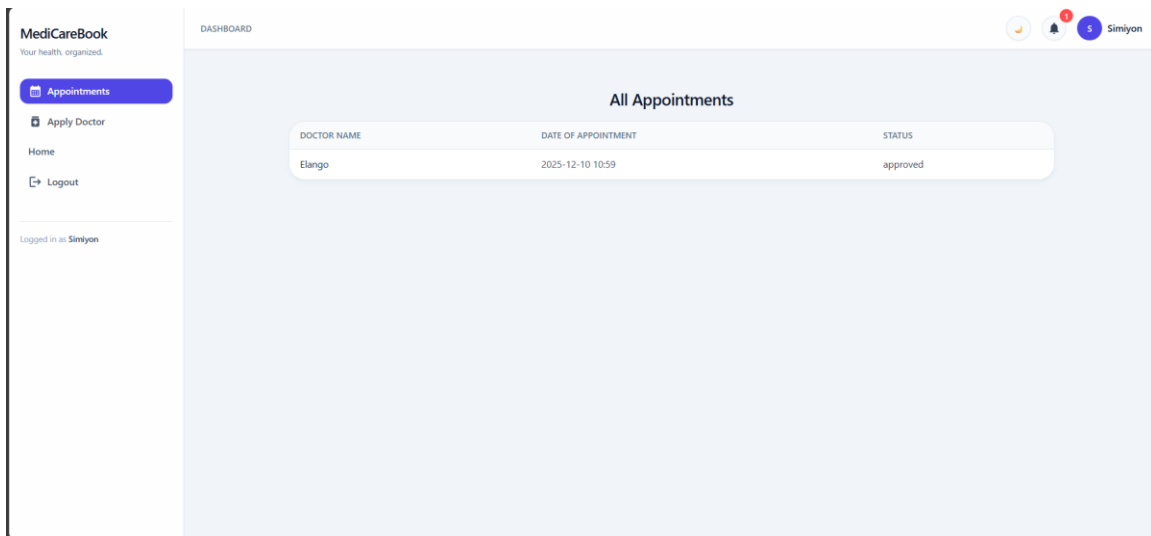 MediCareBook
Your health. organized.
Appointments
Apply Doctor
Home
Logout
Logged in as Simiyon
DASHBOARD
1
S
Simiyon
All Appointments
DOCTOR NAME DATE OF APPOINTMENT STATUS
Elango 2025-12-10 10:59 approved